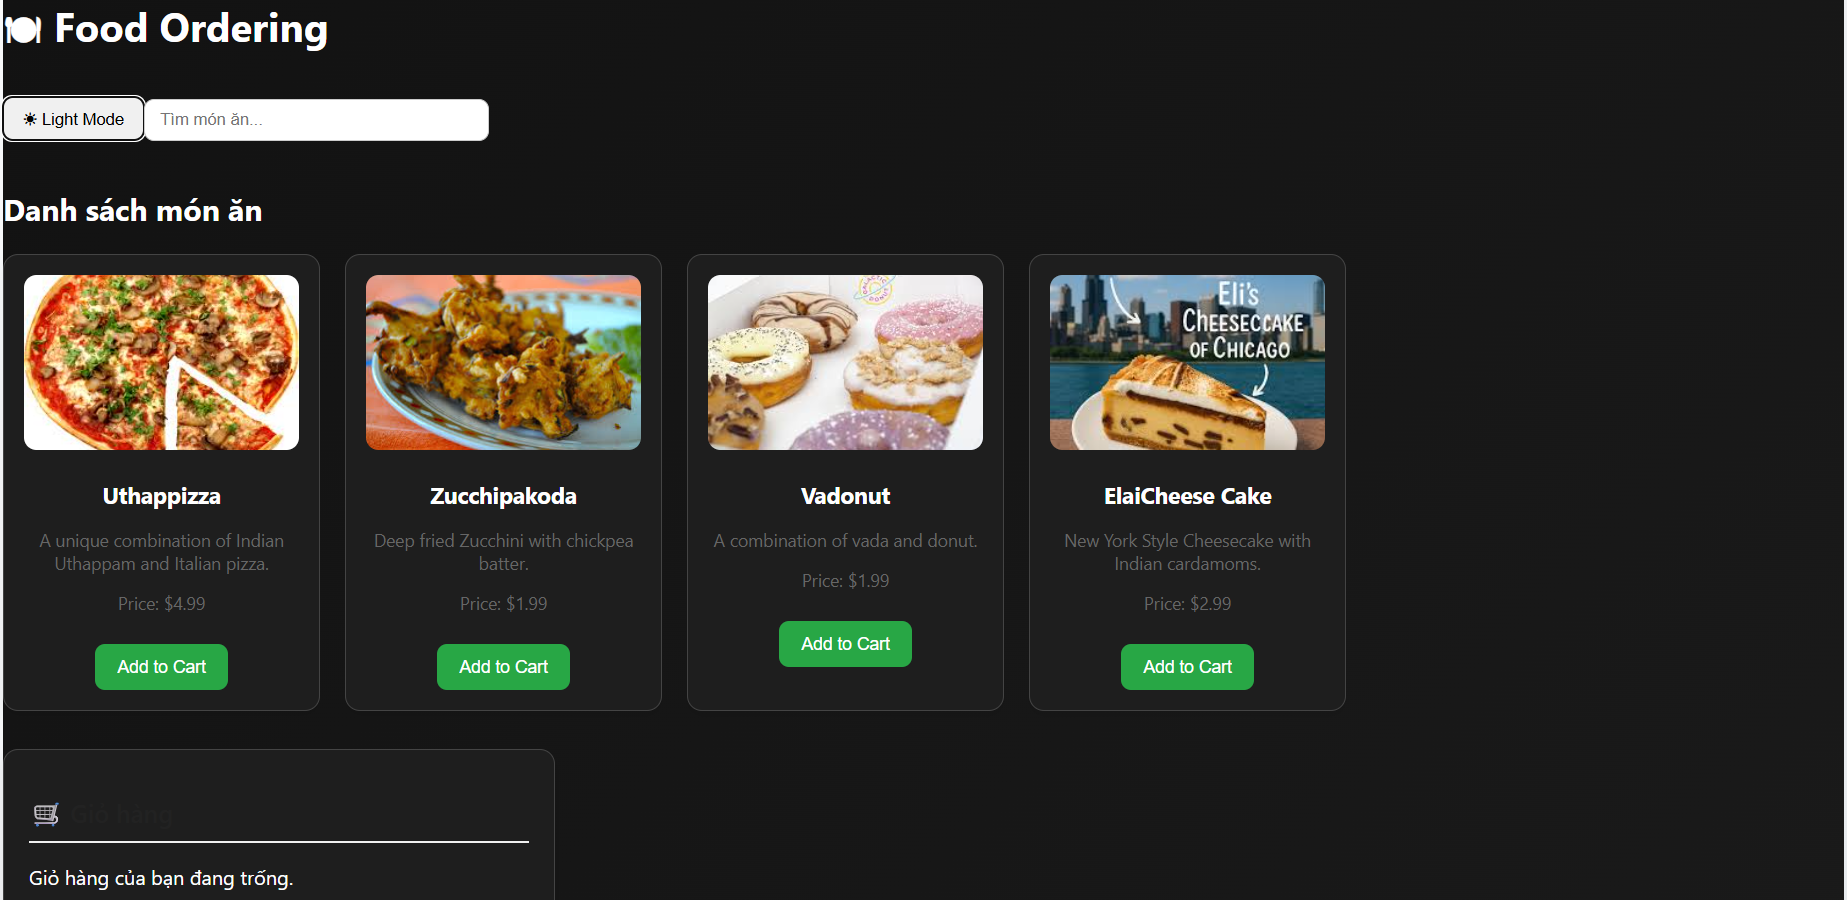 🍽 Food Ordering
☀ Light Mode
Tìm món ăn...
Danh sách món ăn
GALACTIC DONUT
Eli's
CHEESECCAKE
OF CHICAGO
Uthappizza
A unique combination of Indian
Uthappam and Italian pizza.
Price: $4.99
Add to Cart
Zucchipakoda
Deep fried Zucchini with chickpea
batter.
Price: $1.99
Add to Cart
Vadonut
A combination of vada and donut.
Price: $1.99
Add to Cart
ElaiCheese Cake
New York Style Cheesecake with
Indian cardamoms.
Price: $2.99
Add to Cart
🛒 Giỏ hàng
Giỏ hàng của bạn đang trống.